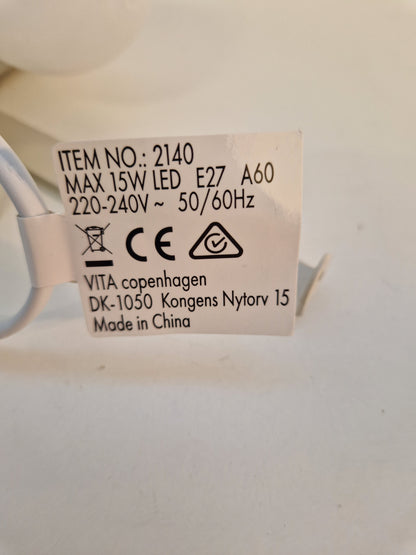 ITEM NO.: 2140
MAX 15W LED E27 A60
220-240V ~ 50/60Hz
CE
VITA copenhagen
DK-1050 Kongens Nytorv 15
Made in China